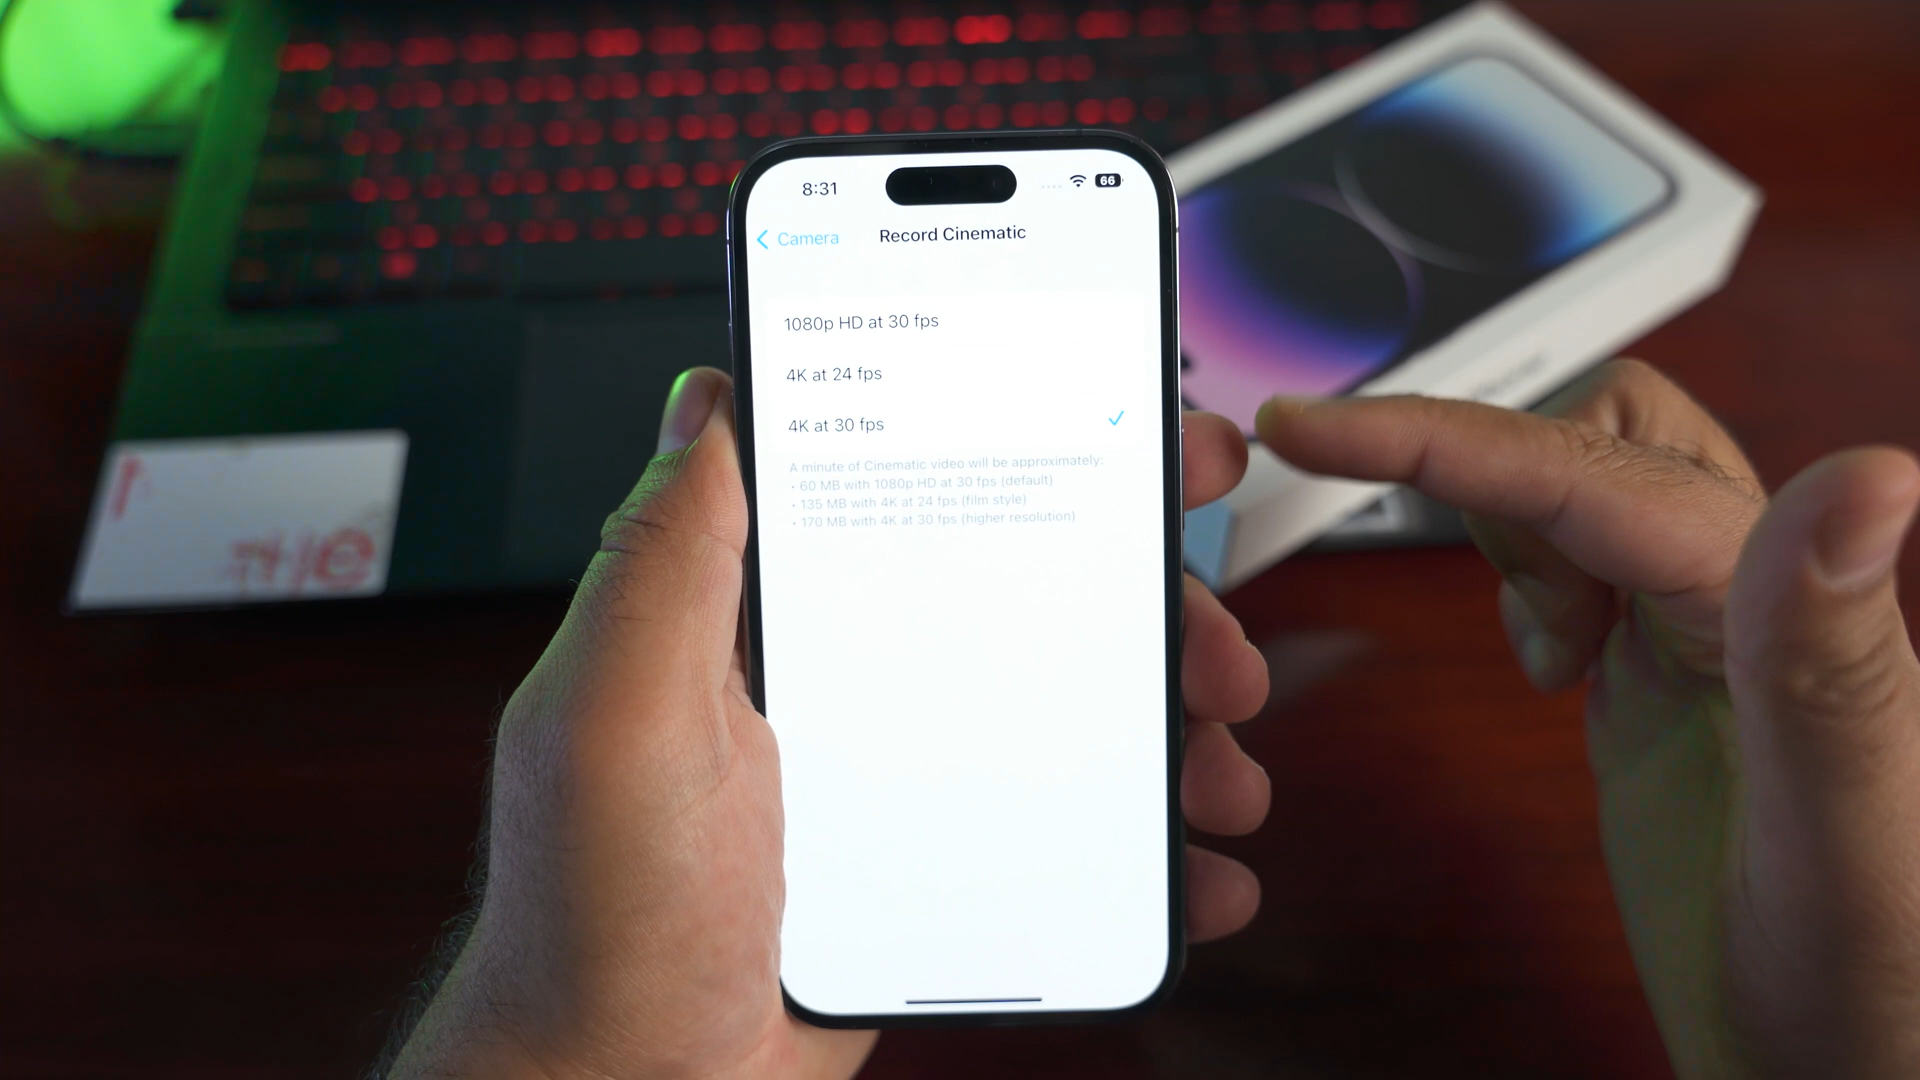 8:31
66
Camera
Record Cinematic
1080p HD at 30 fps
4K at 24 fps
4K at 30 fps
A minute of Cinematic video will be approximately:
• 60 MB with 1080p HD at 30 fps (default)
• 135 MB with 4K at 24 fps (film style)
• 170 MB with 4K at 30 fps (higher resolution)